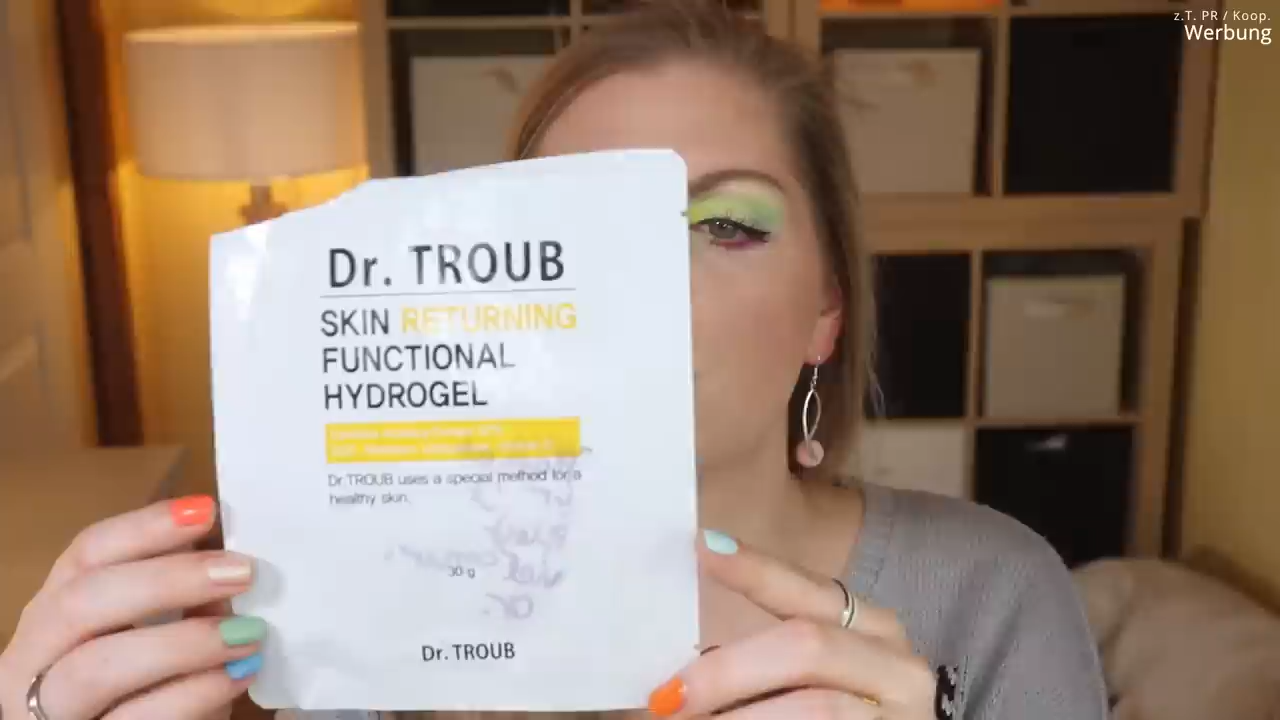 z.T. PR / Koop.
Werbung
Dr. TROUB
SKIN RETURNING
FUNCTIONAL
HYDROGEL
Dr.TROUB uses a special method for a
healthy skin.
30 g
Dr. TROUB